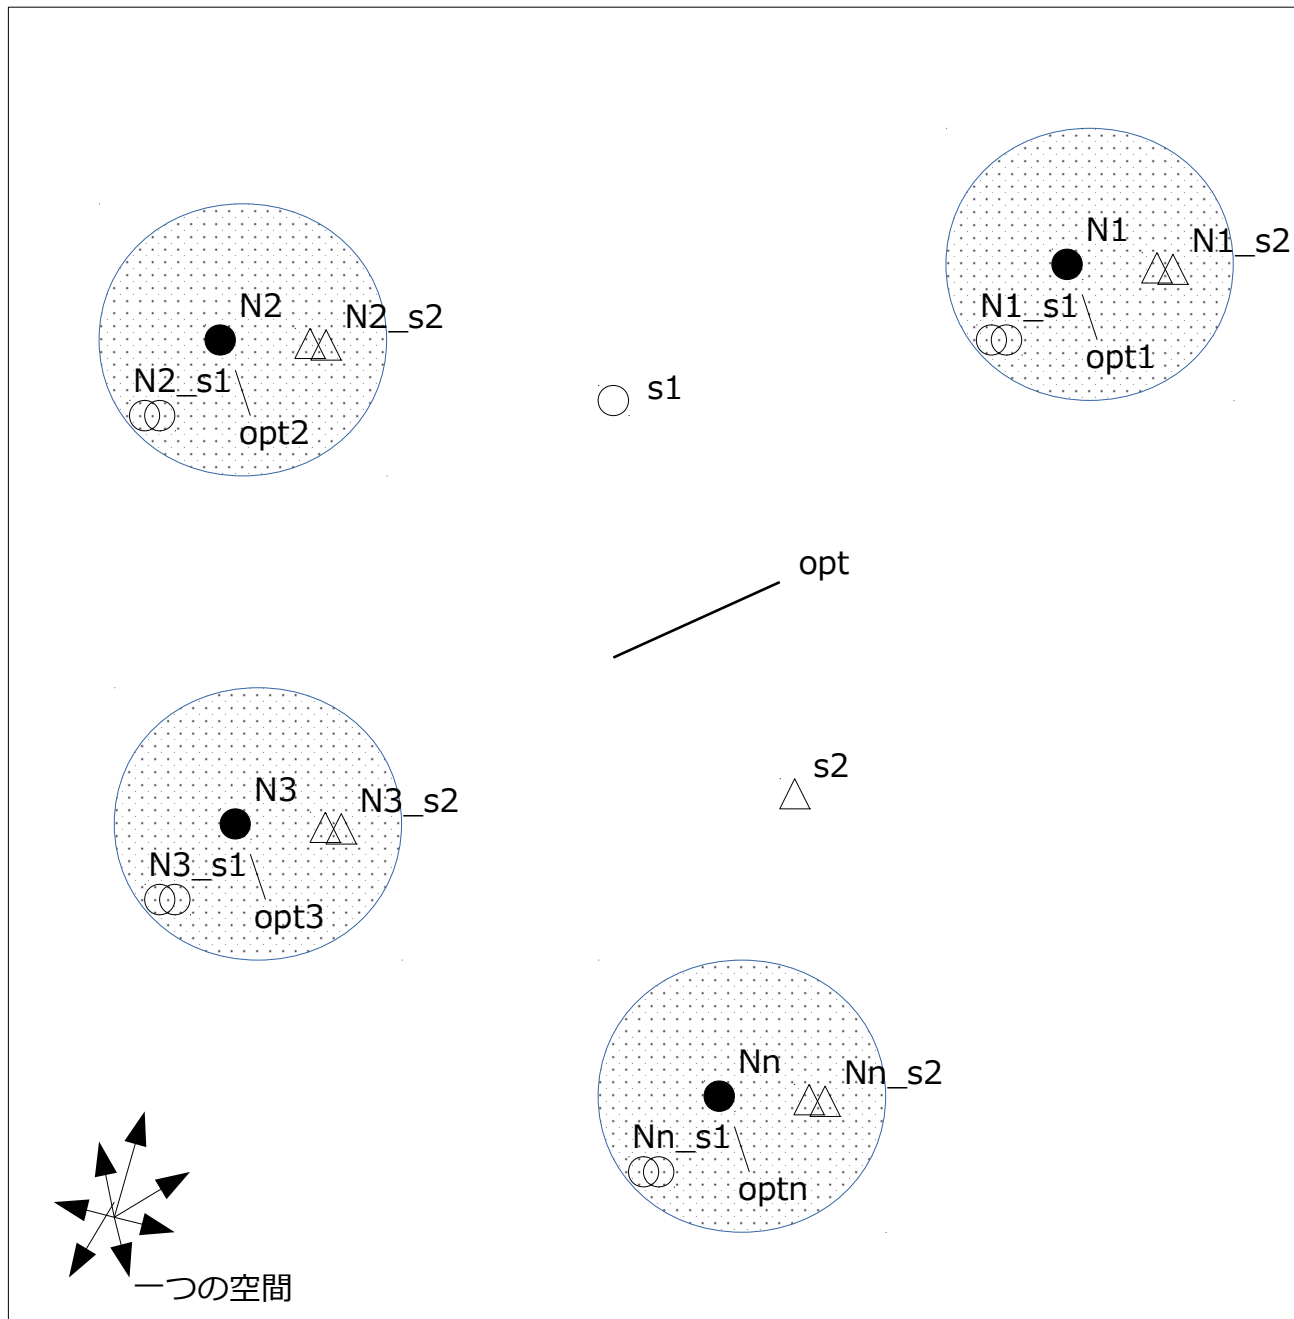 N1
N1_s2
N1_s1
opt1
N2
N2_s2
N2_s1
opt2
s1
opt
s2
N3
N3_s2
N3_s1
opt3
Nn
Nn_s2
Nn_s1
optn
一つの空間